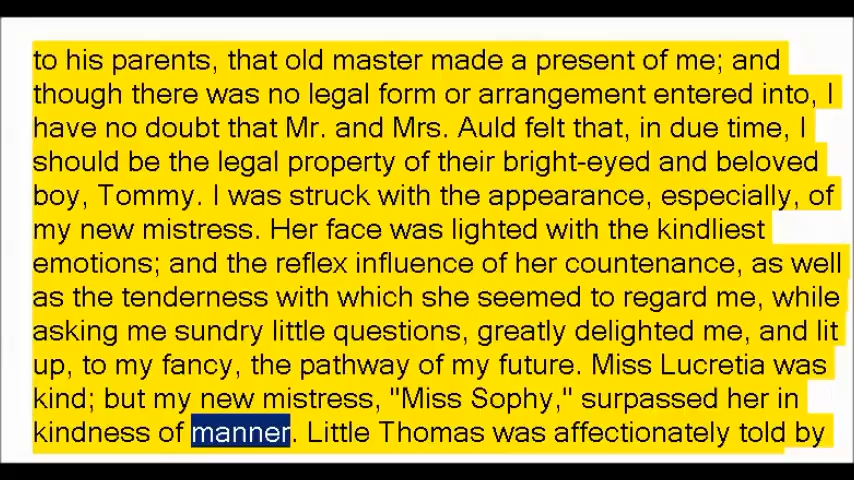 to his parents, that old master made a present of me; and
though there was no legal form or arrangement entered into, I
have no doubt that Mr. and Mrs. Auld felt that, in due time, I
should be the legal property of their bright-eyed and beloved
boy, Tommy. I was struck with the appearance, especially, of
my new mistress. Her face was lighted with the kindliest
emotions; and the reflex influence of her countenance, as well
as the tenderness with which she seemed to regard me, while
asking me sundry little questions, greatly delighted me, and lit
up, to my fancy, the pathway of my future. Miss Lucretia was
kind; but my new mistress, "Miss Sophy," surpassed her in
kindness of manner. Little Thomas was affectionately told by